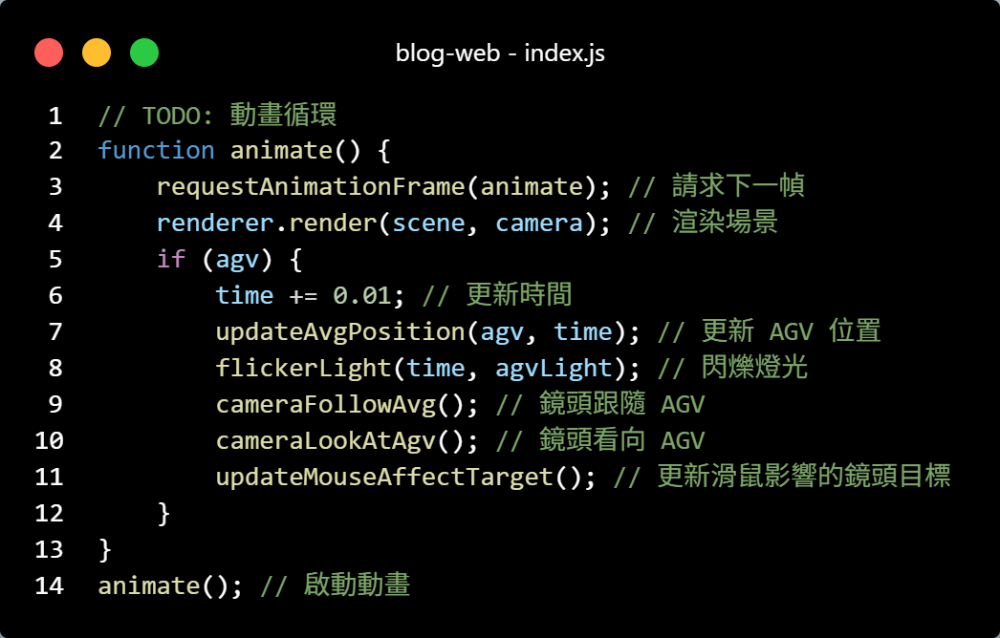 blog-web - index.js
1 // TODO: 動畫循環
2 function animate() {
3     requestAnimationFrame(animate); // 請求下一幀
4     renderer.render(scene, camera); // 渲染場景
5     if (agv) {
6         time += 0.01; // 更新時間
7         updateAvgPosition(agv, time); // 更新 AGV 位置
8         flickerLight(time, agvLight); // 閃爍燈光
9         cameraFollowAvg(); // 鏡頭跟隨 AGV
10         cameraLookAtAgv(); // 鏡頭看向 AGV
11         updateMouseAffectTarget(); // 更新滑鼠影響的鏡頭目標
12     }
13 }
14 animate(); // 啟動動畫